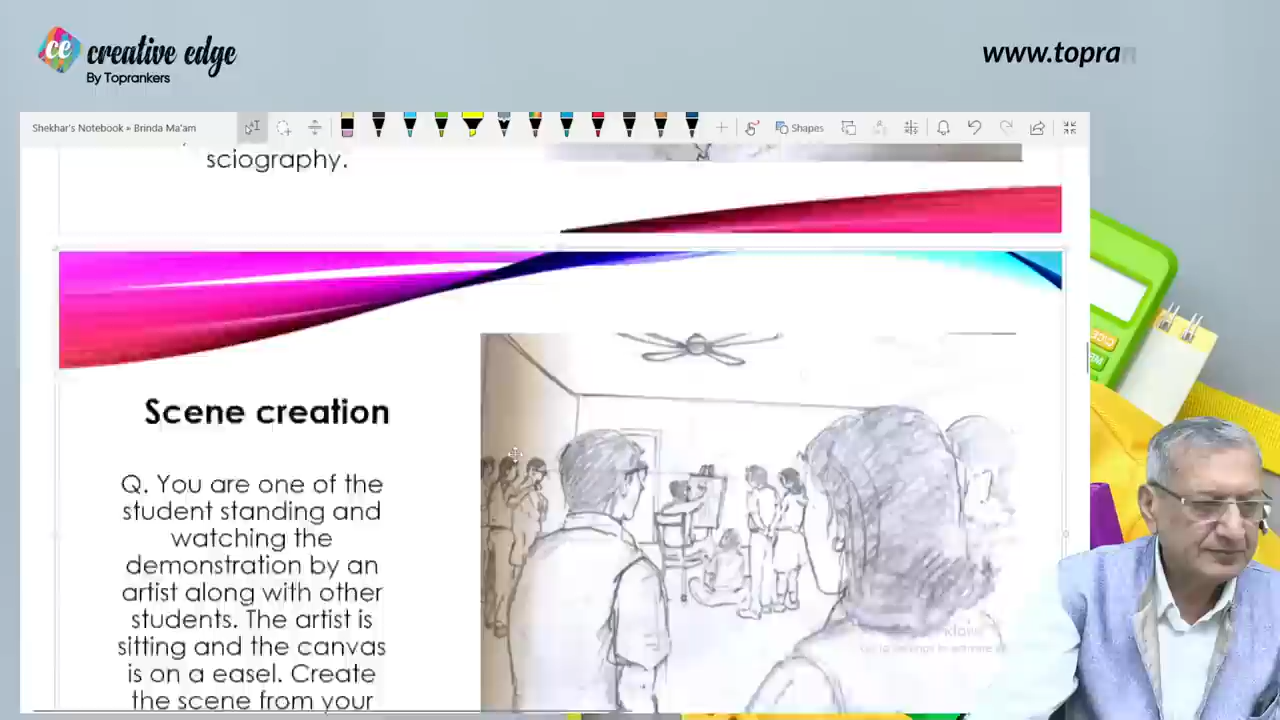 ce creative edge
By Toprankers
www.topra
Shekhar's Notebook » Brinda Ma'am
Shapes
sciography.
Scene creation
Q. You are one of the
student standing and
watching the
demonstration by an
artist along with other
students. The artist is
sitting and the canvas
is on a easel. Create
the scene from your